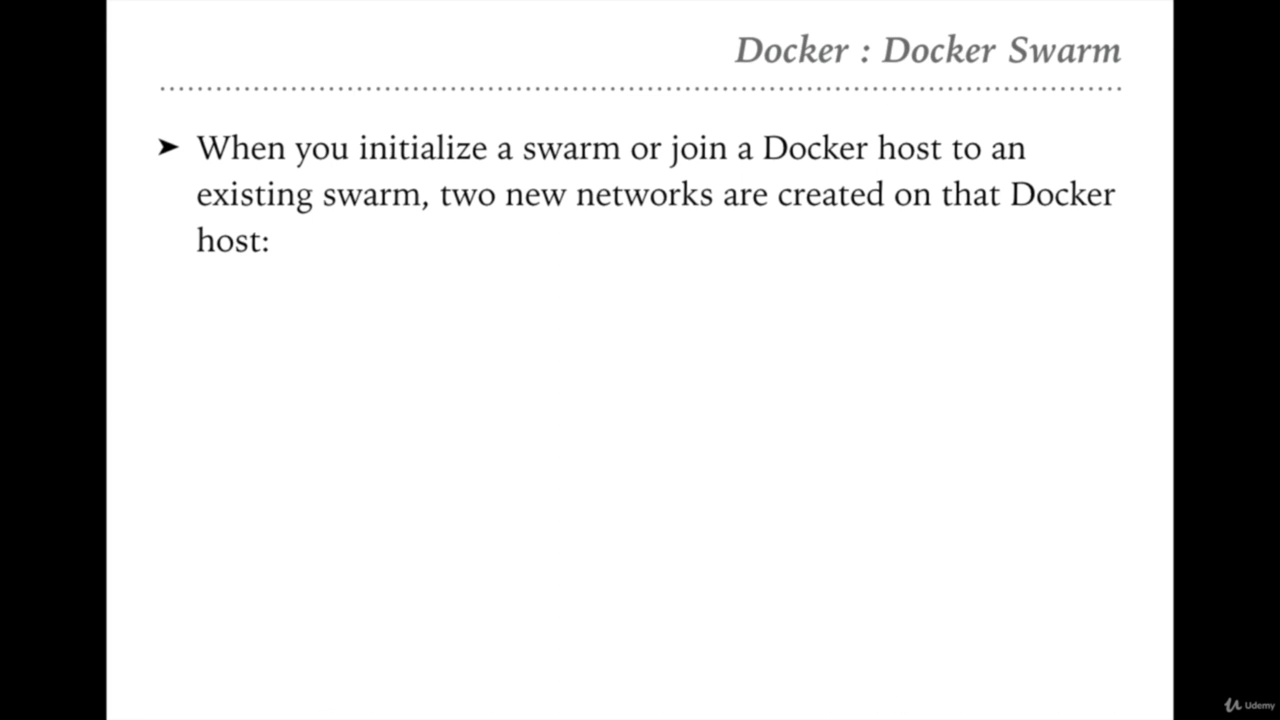 Docker : Docker Swarm
➤ When you initialize a swarm or join a Docker host to an
existing swarm, two new networks are created on that Docker
host:
Udemy